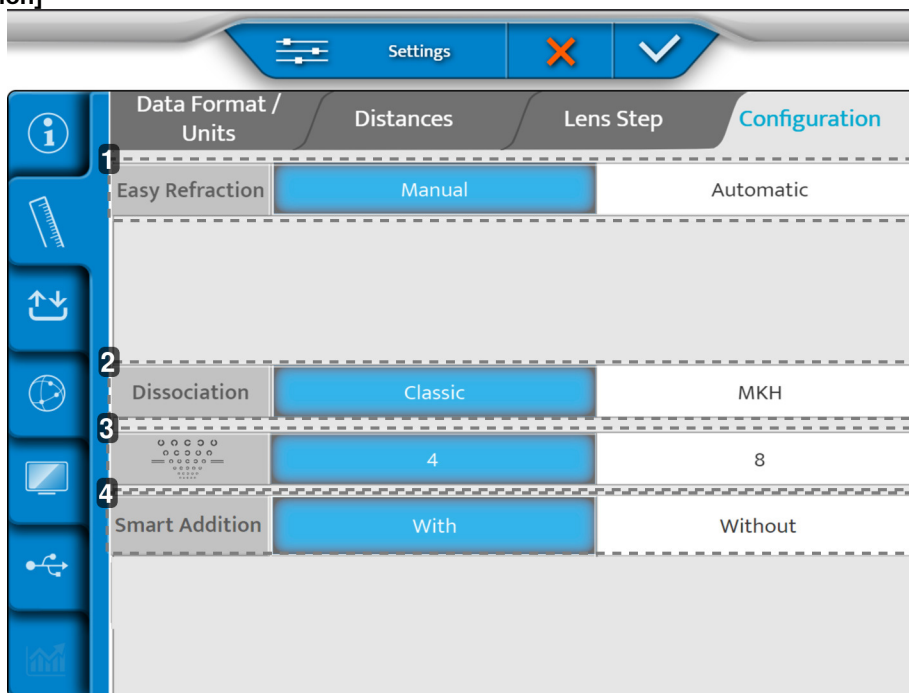 Settings
Data Format /
Units
Distances
Lens Step
Configuration
1
Easy Refraction
Manual
Automatic
2
Dissociation
Classic
MKH
3
4
8
4
Smart Addition
With
Without